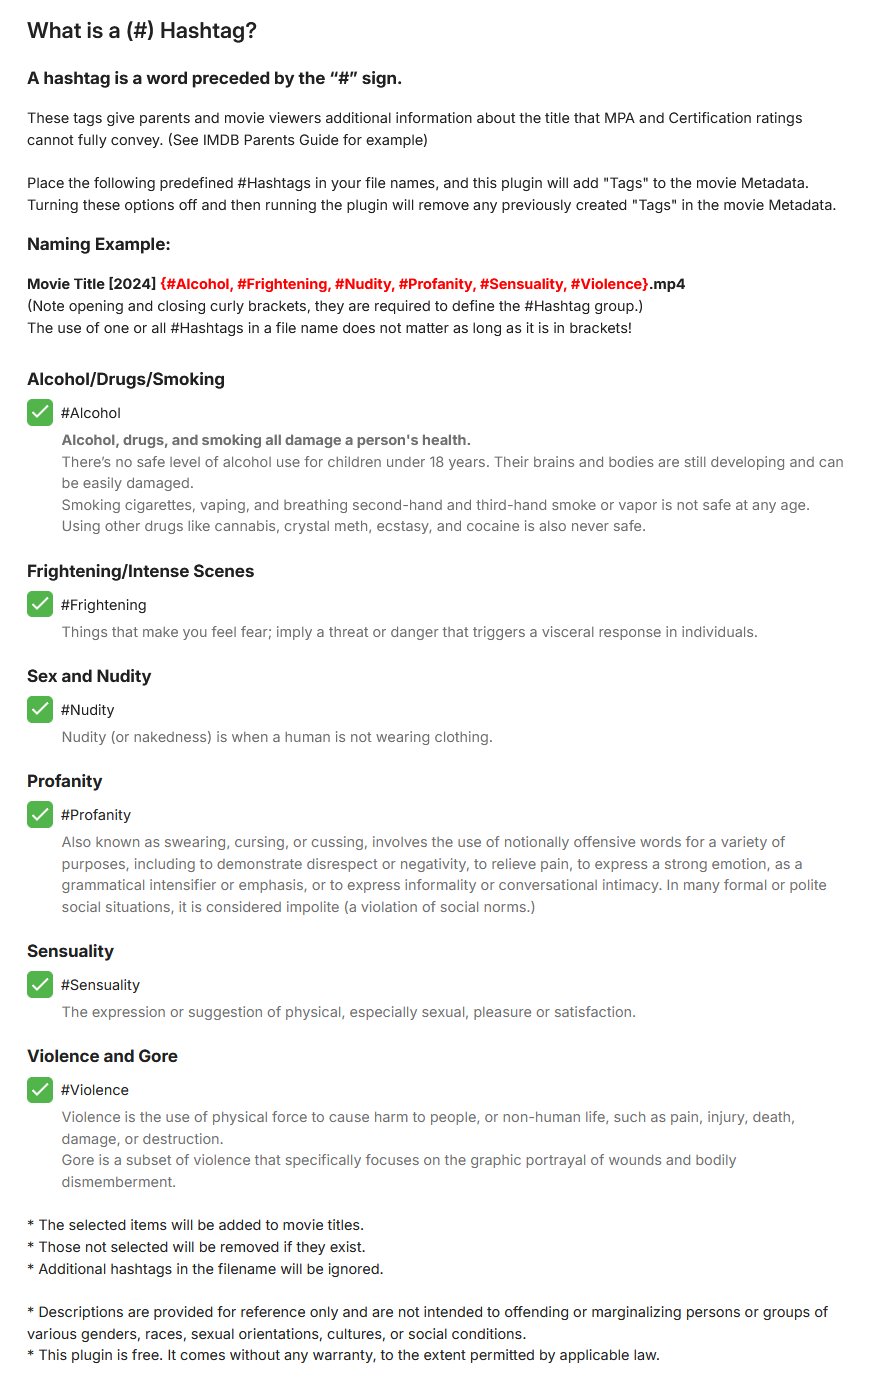 What is a (#) Hashtag?
A hashtag is a word preceded by the “#” sign.
These tags give parents and movie viewers additional information about the title that MPA and Certification ratings
cannot fully convey. (See IMDB Parents Guide for example)
Place the following predefined #Hashtags in your file names, and this plugin will add "Tags" to the movie Metadata.
Turning these options off and then running the plugin will remove any previously created "Tags" in the movie Metadata.
Naming Example:
Movie Title [2024] {#Alcohol, #Frightening, #Nudity, #Profanity, #Sensuality, #Violence}.mp4
(Note opening and closing curly brackets, they are required to define the #Hashtag group.)
The use of one or all #Hashtags in a file name does not matter as long as it is in brackets!
Alcohol/Drugs/Smoking
#Alcohol
Alcohol, drugs, and smoking all damage a person's health.
There’s no safe level of alcohol use for children under 18 years. Their brains and bodies are still developing and can
be easily damaged.
Smoking cigarettes, vaping, and breathing second-hand and third-hand smoke or vapor is not safe at any age.
Using other drugs like cannabis, crystal meth, ecstasy, and cocaine is also never safe.
Frightening/Intense Scenes
#Frightening
Things that make you feel fear; imply a threat or danger that triggers a visceral response in individuals.
Sex and Nudity
#Nudity
Nudity (or nakedness) is when a human is not wearing clothing.
Profanity
#Profanity
Also known as swearing, cursing, or cussing, involves the use of notionally offensive words for a variety of
purposes, including to demonstrate disrespect or negativity, to relieve pain, to express a strong emotion, as a
grammatical intensifier or emphasis, or to express informality or conversational intimacy. In many formal or polite
social situations, it is considered impolite (a violation of social norms.)
Sensuality
#Sensuality
The expression or suggestion of physical, especially sexual, pleasure or satisfaction.
Violence and Gore
#Violence
Violence is the use of physical force to cause harm to people, or non-human life, such as pain, injury, death,
damage, or destruction.
Gore is a subset of violence that specifically focuses on the graphic portrayal of wounds and bodily
dismemberment.
* The selected items will be added to movie titles.
* Those not selected will be removed if they exist.
* Additional hashtags in the filename will be ignored.
* Descriptions are provided for reference only and are not intended to offending or marginalizing persons or groups of
various genders, races, sexual orientations, cultures, or social conditions.
* This plugin is free. It comes without any warranty, to the extent permitted by applicable law.